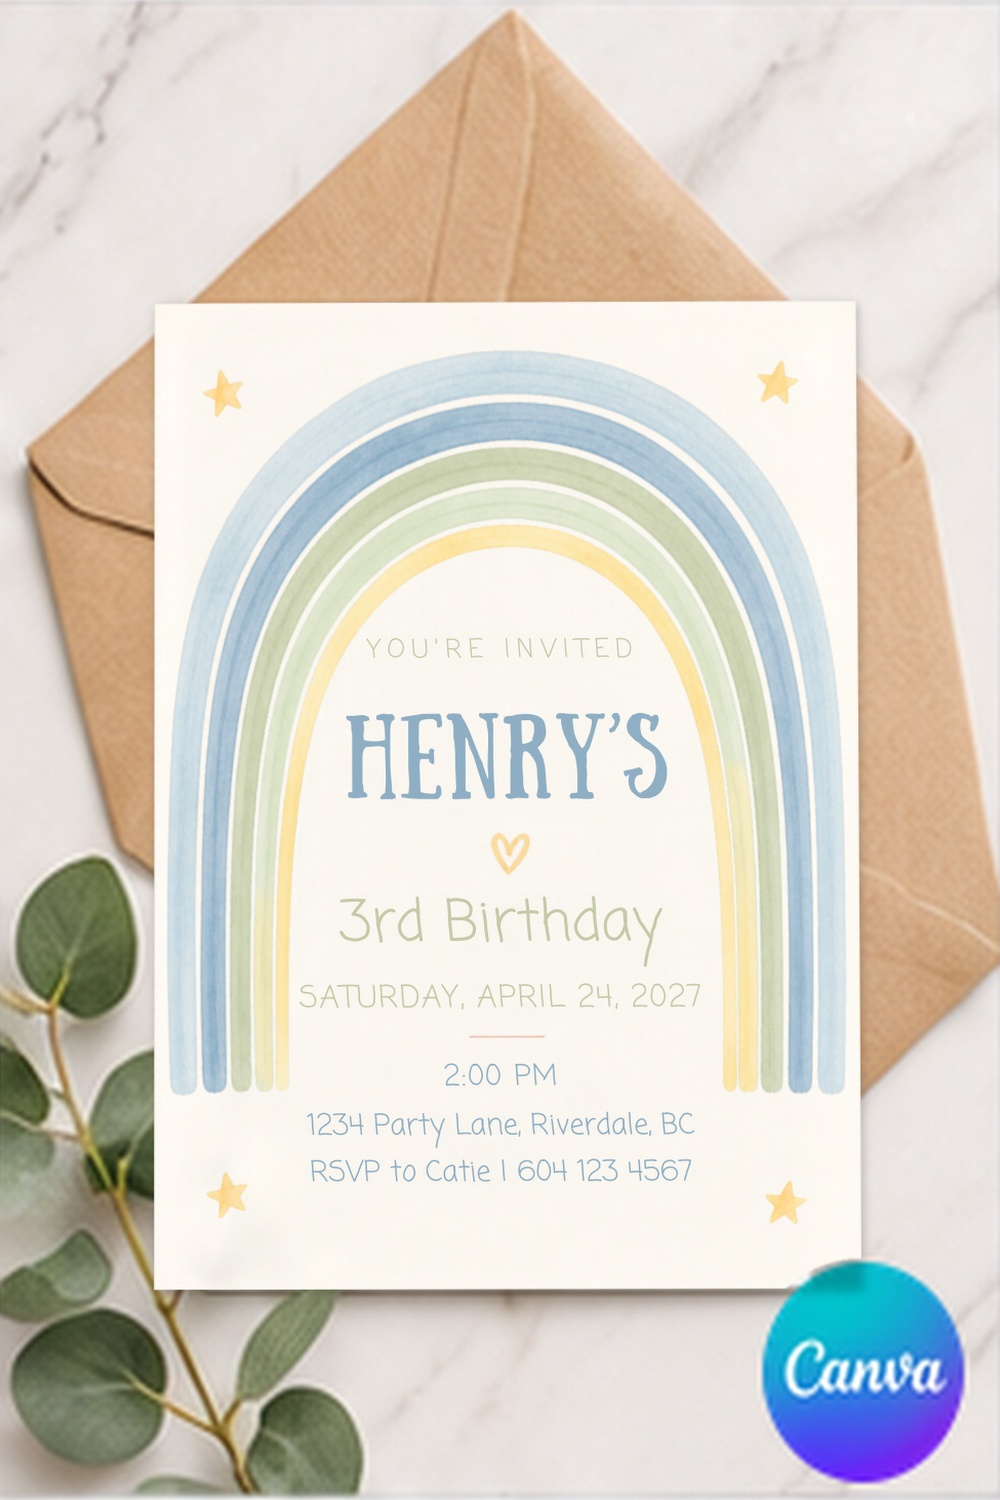 YOU'RE INVITED
HENRY'S
3rd Birthday
SATURDAY, APRIL 24, 2027
2:00 PM
1234 Party Lane, Riverdale, BC
RSVP to Catie | 604 123 4567
Canva